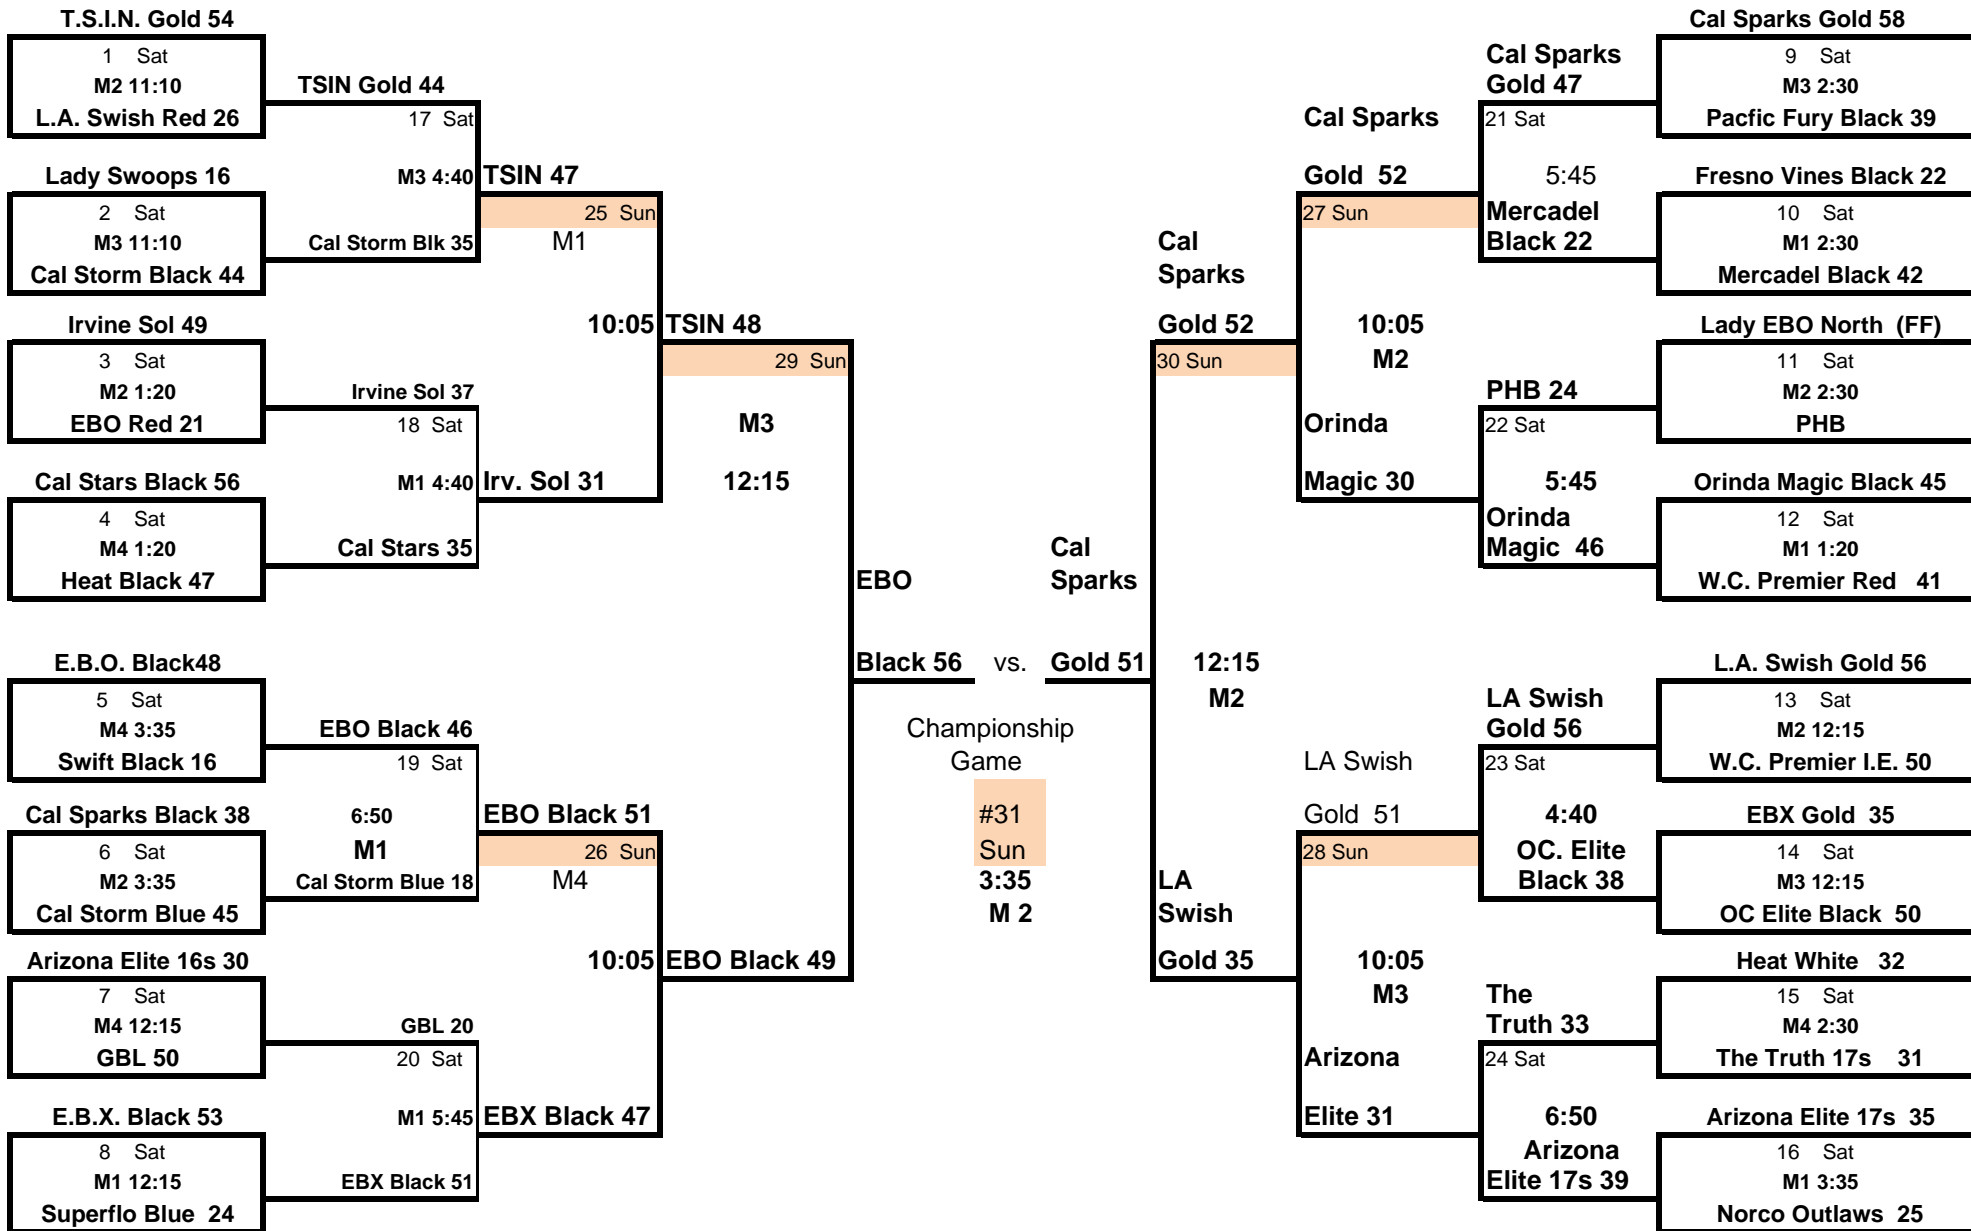 T.S.I.N. Gold 54
1 Sat
M2 11:10
L.A. Swish Red 26
Lady Swoops 16
2 Sat
M3 11:10
Cal Storm Black 44
Irvine Sol 49
3 Sat
M2 1:20
EBO Red 21
Cal Stars Black 56
4 Sat
M4 1:20
Heat Black 47
E.B.O. Black48
5 Sat
M4 3:35
Swift Black 16
Cal Sparks Black 38
6 Sat
M2 3:35
Cal Storm Blue 45
Arizona Elite 16s 30
7 Sat
M4 12:15
GBL 50
E.B.X. Black 53
8 Sat
M1 12:15
Superflo Blue 24
TSIN Gold 44
17 Sat
M3 4:40
Cal Storm Blk 35
Irvine Sol 37
18 Sat
M1 4:40
Cal Stars 35
EBO Black 46
19 Sat
6:50
M1
Cal Storm Blue 18
GBL 20
20 Sat
M1 5:45
EBX Black 51
TSIN 47
25 Sun
M1
10:05
Irv. Sol 31
EBO Black 51
26 Sun
M4
10:05
EBX Black 47
TSIN 48
29 Sun
M3
12:15
EBO Black 49
EBO
Black 56
vs.
Championship
Game
#31
Sun
3:35
M 2
Cal
Sparks
Gold 51
Cal
Sparks
Gold 52
30 Sun
12:15
M2
LA
Swish
Gold 35
Cal Sparks
Gold 52
27 Sun
10:05
M2
Orinda
Magic 30
LA Swish
Gold 51
28 Sun
10:05
M3
Arizona
Elite 31
Cal Sparks
Gold 47
21 Sat
5:45
Mercadel
Black 22
PHB 24
22 Sat
5:45
Orinda
Magic 46
LA Swish
Gold 56
23 Sat
4:40
OC. Elite
Black 38
The
Truth 33
24 Sat
6:50
Arizona
Elite 17s 39
Cal Sparks Gold 58
9 Sat
M3 2:30
Pacfic Fury Black 39
Fresno Vines Black 22
10 Sat
M1 2:30
Mercadel Black 42
Lady EBO North (FF)
11 Sat
M2 2:30
PHB
Orinda Magic Black 45
12 Sat
M1 1:20
W.C. Premier Red 41
L.A. Swish Gold 56
13 Sat
M2 12:15
W.C. Premier I.E. 50
EBX Gold 35
14 Sat
M3 12:15
OC Elite Black 50
Heat White 32
15 Sat
M4 2:30
The Truth 17s 31
Arizona Elite 17s 35
16 Sat
M1 3:35
Norco Outlaws 25